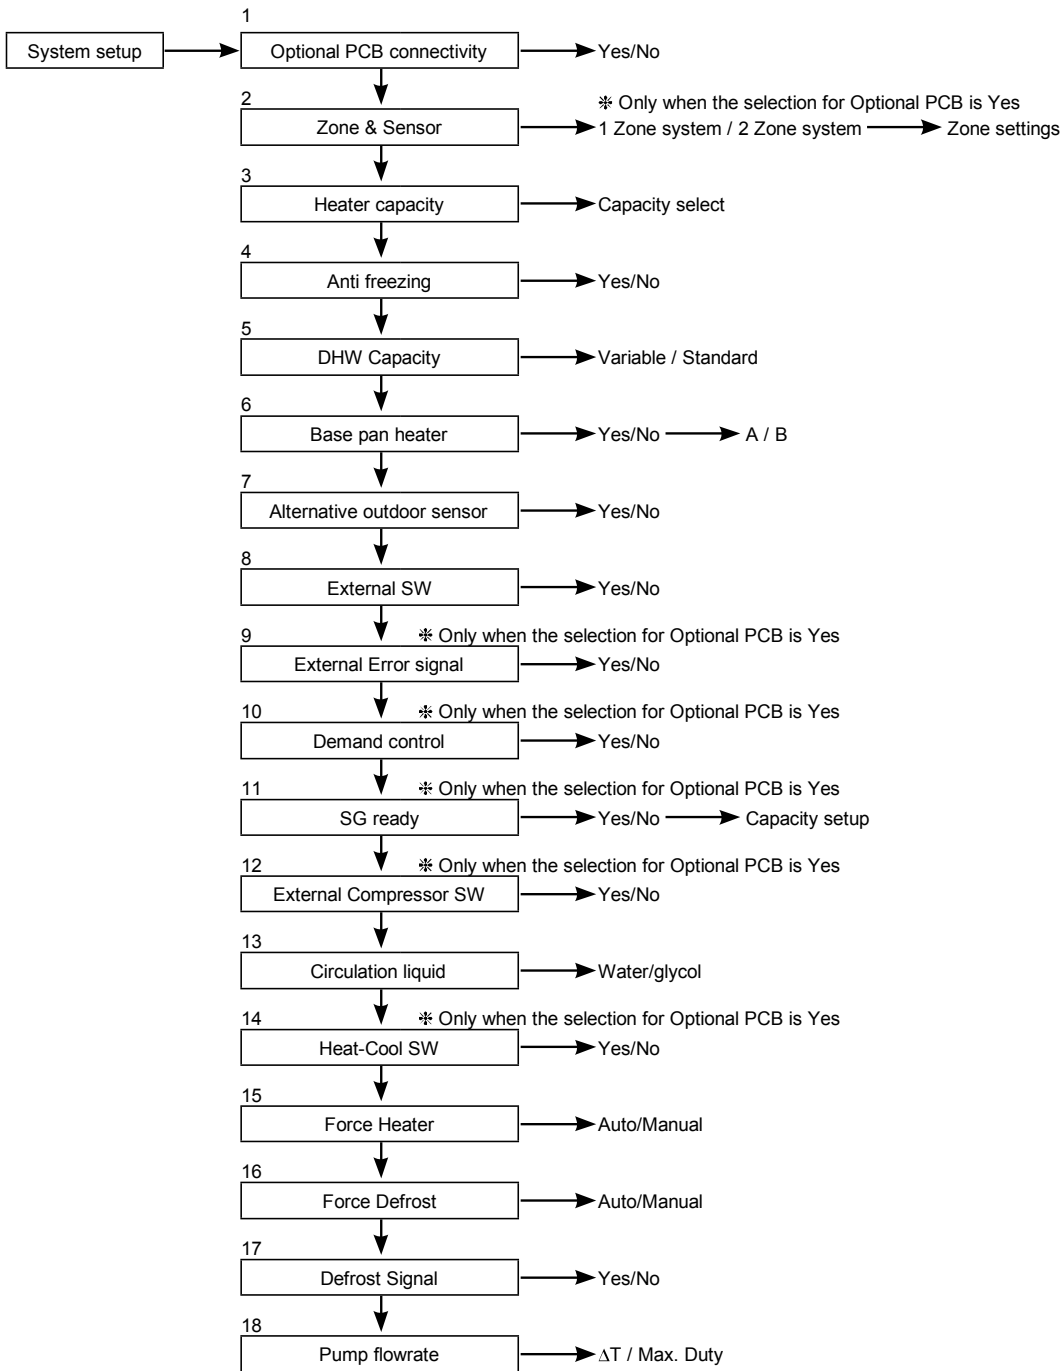 1
System setup
Optional PCB connectivity
Yes/No
2
❉ Only when the selection for Optional PCB is Yes
Zone & Sensor
1 Zone system / 2 Zone system
Zone settings
3
Heater capacity
Capacity select
4
Anti freezing
Yes/No
5
DHW Capacity
Variable / Standard
6
Base pan heater
Yes/No
A / B
7
Alternative outdoor sensor
Yes/No
8
External SW
Yes/No
9
❉ Only when the selection for Optional PCB is Yes
External Error signal
Yes/No
10
❉ Only when the selection for Optional PCB is Yes
Demand control
Yes/No
11
❉ Only when the selection for Optional PCB is Yes
SG ready
Yes/No
Capacity setup
12
❉ Only when the selection for Optional PCB is Yes
External Compressor SW
Yes/No
13
Circulation liquid
Water/glycol
14
❉ Only when the selection for Optional PCB is Yes
Heat-Cool SW
Yes/No
15
Force Heater
Auto/Manual
16
Force Defrost
Auto/Manual
17
Defrost Signal
Yes/No
18
Pump flowrate
ΔT / Max. Duty